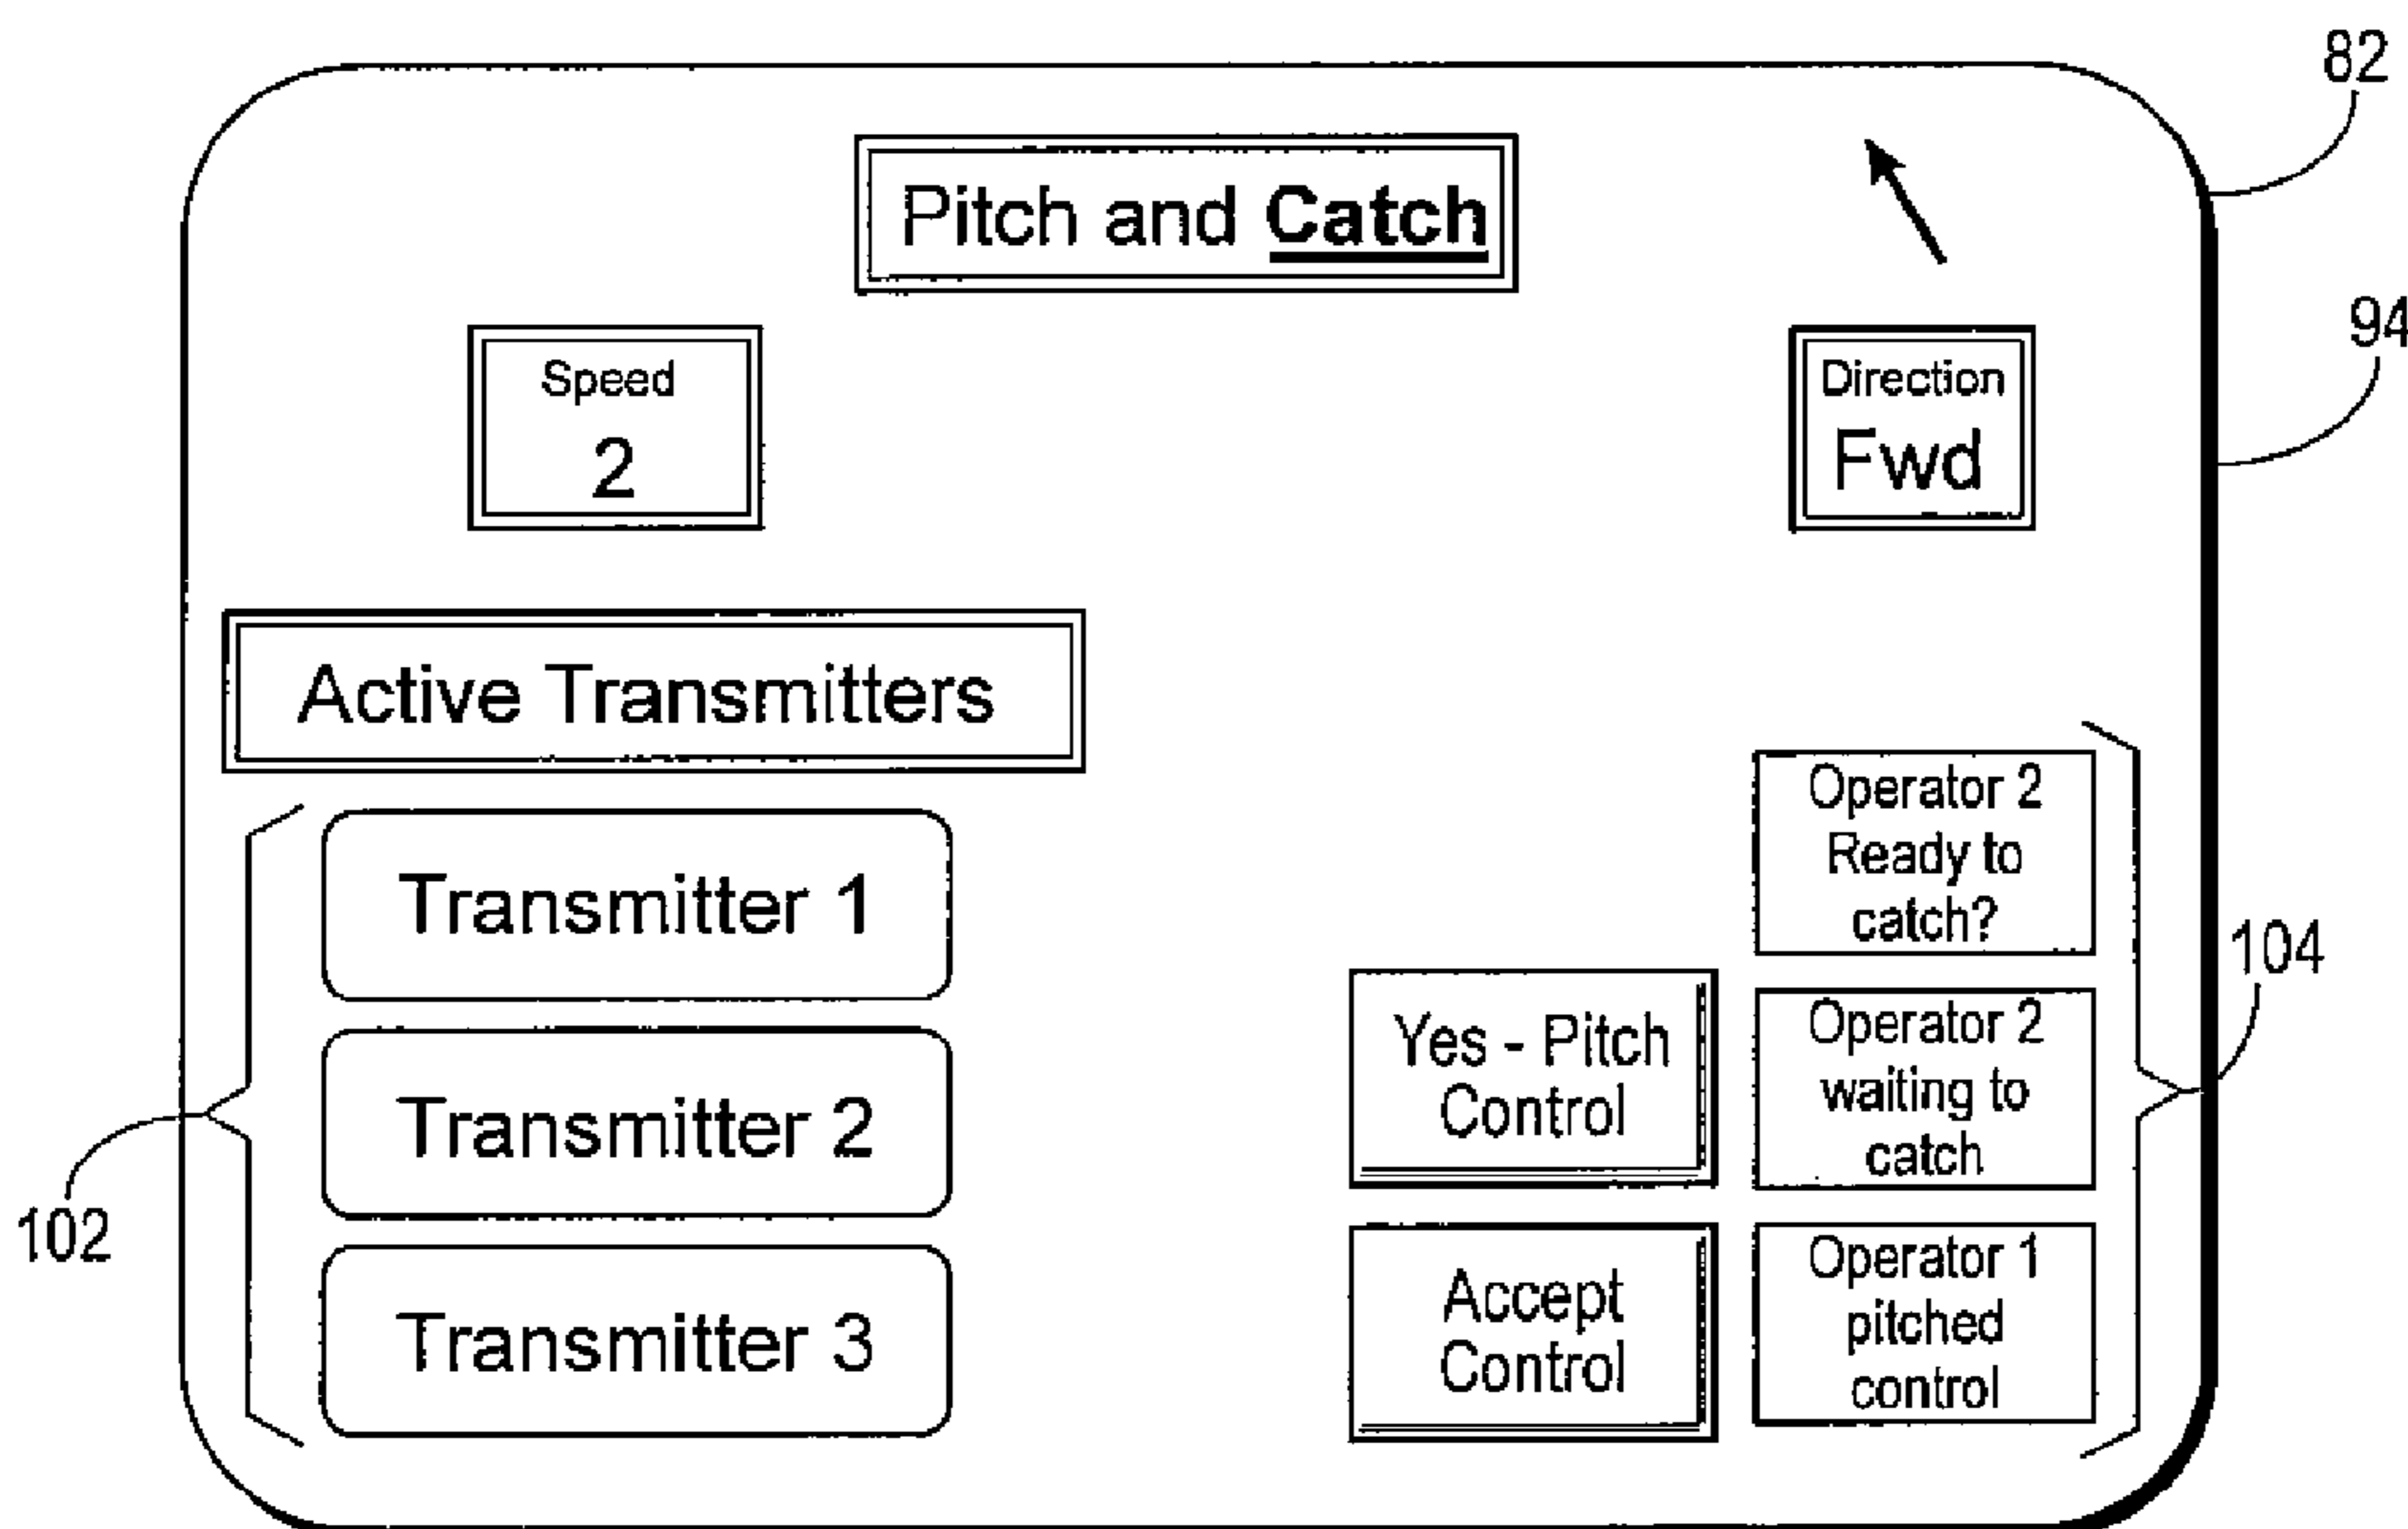 82
Pitch and Catch
94
Speed
2
Direction
Fwd
Active Transmitters
Transmitter 1
Transmitter 2
Transmitter 3
102
Operator 2
Ready to
catch?
Yes - Pitch
Control
Operator 2
waiting to
catch
Accept
Control
Operator 1
pitched
control
104